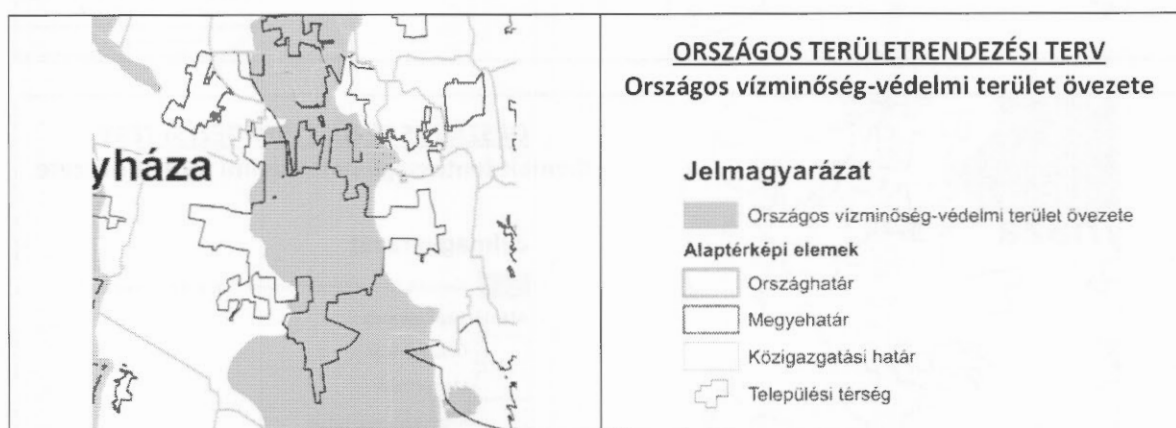 yháza
ORSZÁGOS TERÜLETRENDEZÉSI TERV
Országos vízminőség-védelmi terület övezete
Jelmagyarázat
Országos vízminőség-védelmi terület övezete
Alaptérképi elemek
Országhatár
Megyehatár
Közigazgatási határ
Települési térség